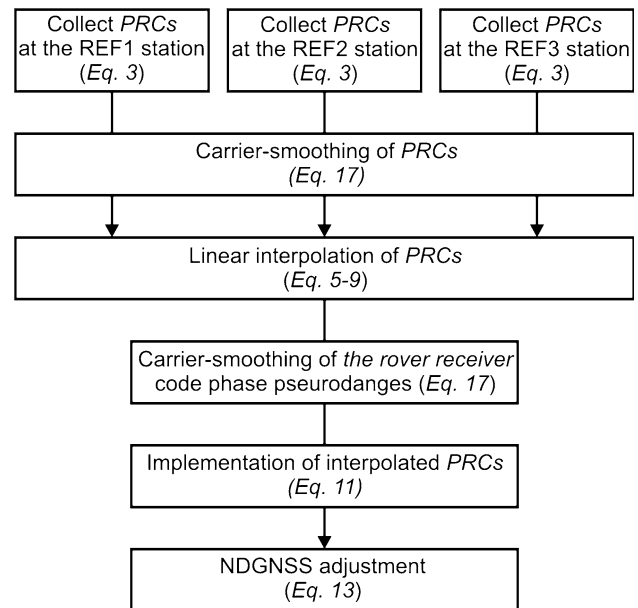 Collect PRCs
at the REF1 station
(Eq. 3)
Collect PRCs
at the REF2 station
(Eq. 3)
Collect PRCs
at the REF3 station
(Eq. 3)
Carrier-smoothing of PRCs
(Eq. 17)
Linear interpolation of PRCs
(Eq. 5-9)
Carrier-smoothing of the rover receiver
code phase pseurodanges (Eq. 17)
Implementation of interpolated PRCs
(Eq. 11)
NDGNSS adjustment
(Eq. 13)